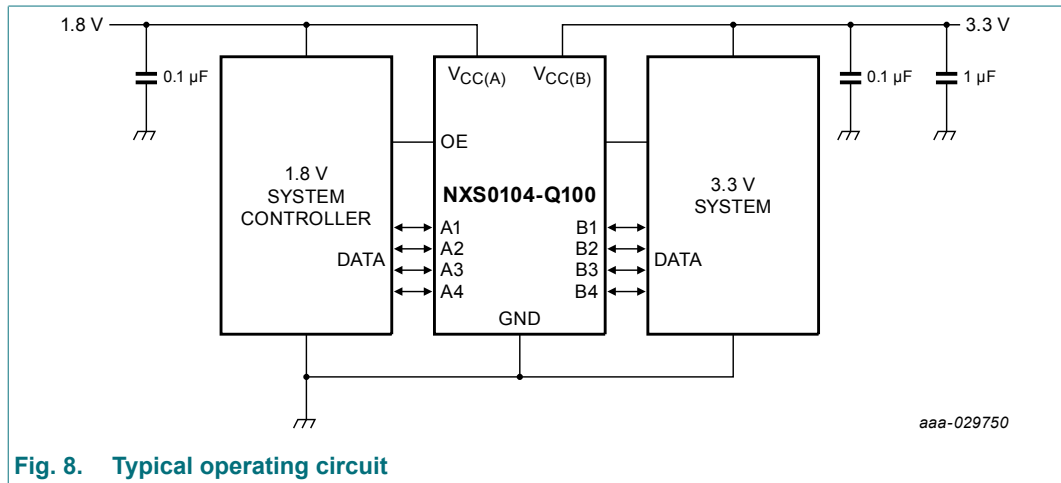 1.8 V
3.3 V
0.1 µF
VCC(A)
VCC(B)
0.1 µF
1 µF
OE
1.8 V
SYSTEM
CONTROLLER
NXS0104-Q100
3.3 V
SYSTEM
DATA
A1
A2
A3
A4
B1
B2
B3
B4
DATA
GND
aaa-029750
Fig. 8. Typical operating circuit